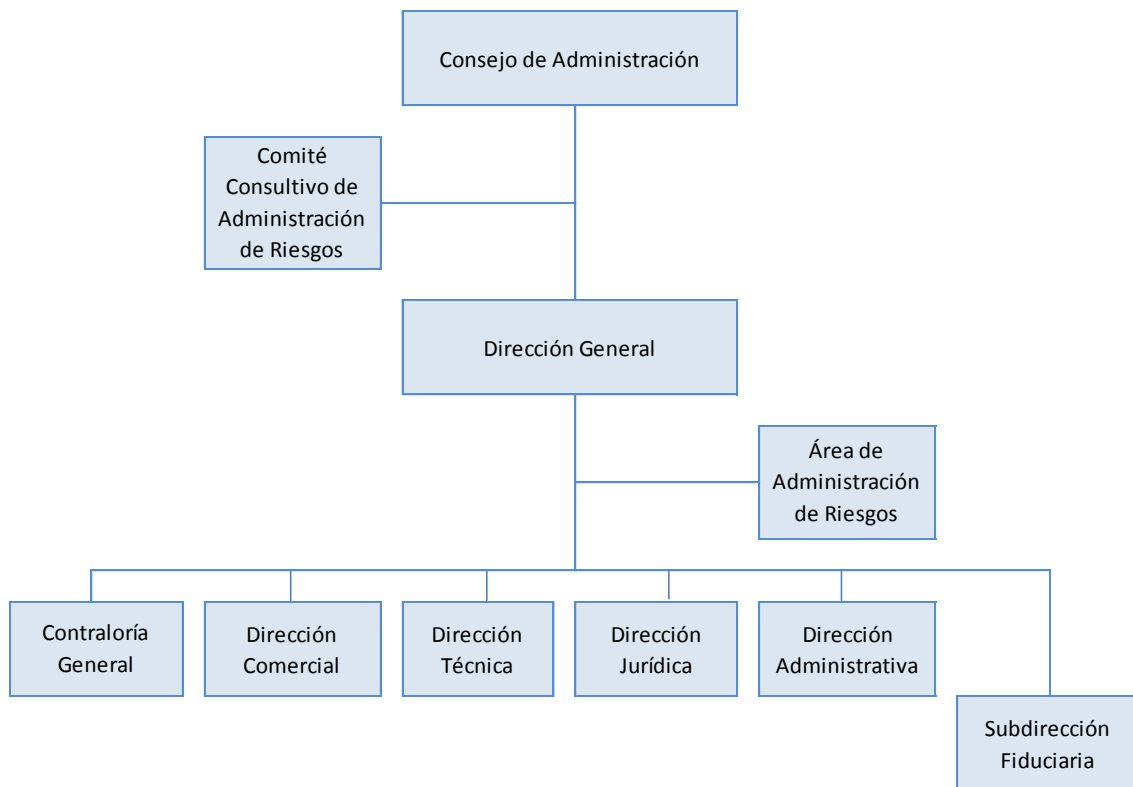 Consejo de Administración
Comité
Consultivo de
Administración
de Riesgos
Dirección General
Área de
Administración
de Riesgos
Contraloría
General
Dirección
Comercial
Dirección
Técnica
Dirección
Jurídica
Dirección
Administrativa
Subdirección
Fiduciaria